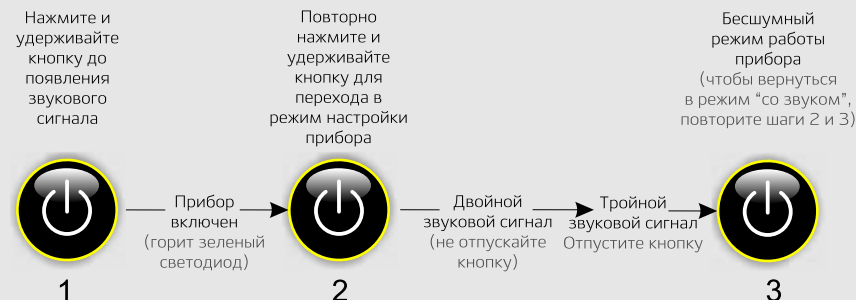 Нажмите и
удерживайте
кнопку до
появления
звукового
сигнала
Прибор
включен
(горит зеленый
светодиод)
1
Повторно
нажмите и
удерживайте
кнопку для
перехода в
режим настройки
прибора
2
Двойной
звуковой сигнал
(не отпускайте
кнопку)
Тройной
звуковой сигнал
Отпустите кнопку
Бесшумный
режим работы
прибора
(чтобы вернуться
в режим “со звуком”,
повторите шаги 2 и 3)
3